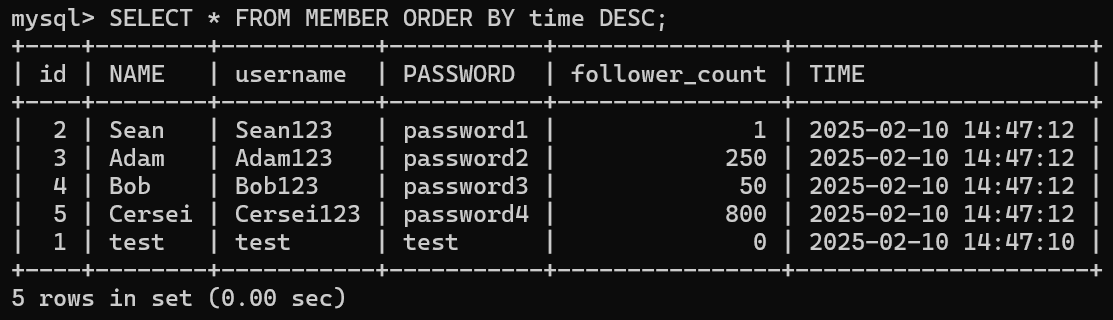 mysql> SELECT * FROM MEMBER ORDER BY time DESC;
+----+--------+-----------+-----------+----------------+---------------------+
| id | NAME   | username  | PASSWORD  | follower_count | TIME                |
+----+--------+-----------+-----------+----------------+---------------------+
|  2 | Sean   | Sean123   | password1 |              1 | 2025-02-10 14:47:12 |
|  3 | Adam   | Adam123   | password2 |            250 | 2025-02-10 14:47:12 |
|  4 | Bob    | Bob123    | password3 |             50 | 2025-02-10 14:47:12 |
|  5 | Cersei | Cersei123 | password4 |            800 | 2025-02-10 14:47:12 |
|  1 | test   | test      | test      |              0 | 2025-02-10 14:47:10 |
+----+--------+-----------+-----------+----------------+---------------------+
5 rows in set (0.00 sec)